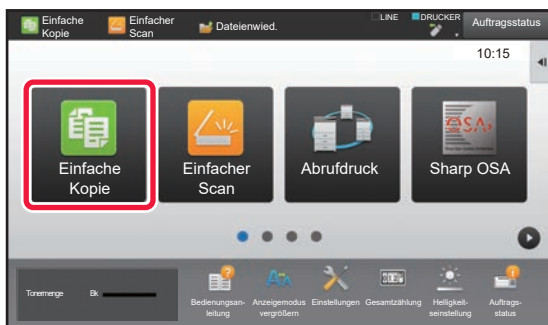 Einfache
Kopie
Einfacher
Scan
Dateienwied.
LINE
DRUCKER
Auftragsstatus
10:15
Einfache
Kopie
Einfacher
Scan
Abrufdruck
Sharp OSA
Tonermenge Bk
Bedienungsan-
leitung
Anzeigemodus
vergrößern
Einstellungen
Gesamtzählung
Helligkeit-
seinstellung
Auftrags-
status